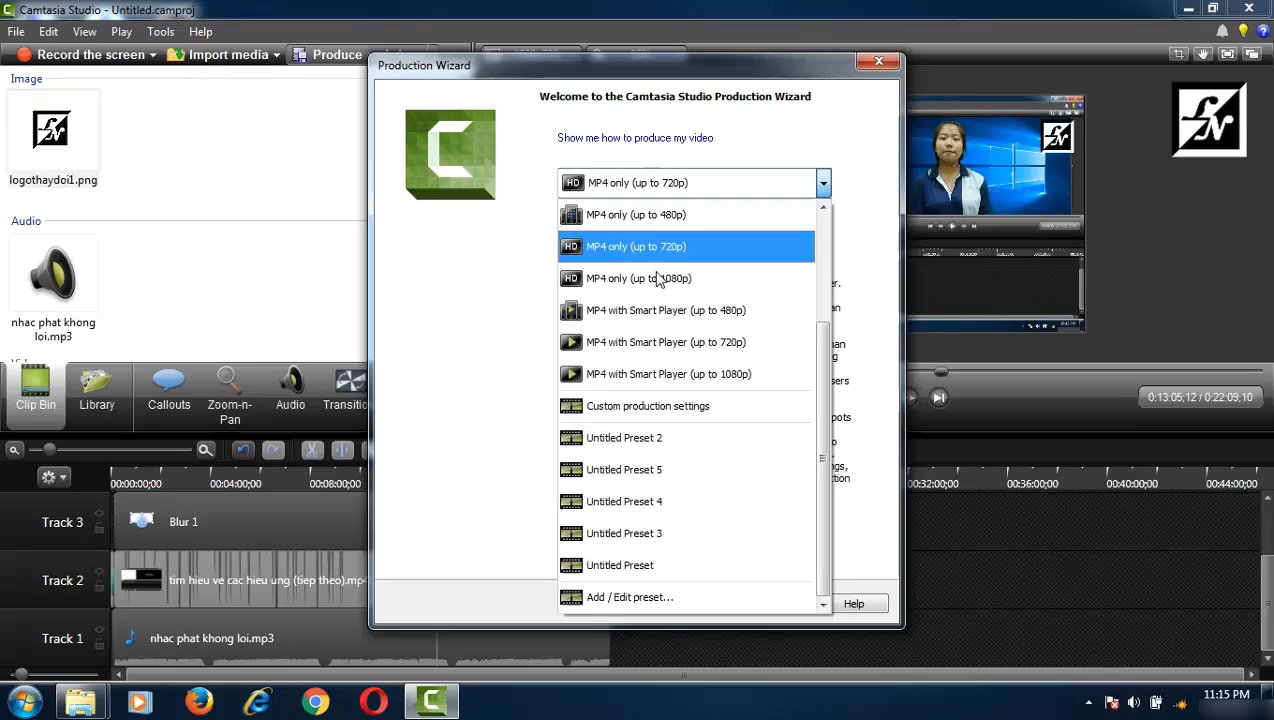 Camtasia Studio - Untitled.camproj
File Edit View Play Tools Help
Record the screen Import media Produce
Image
logothaydoi1.png
Audio
nhac phat khong
loi.mp3
Production Wizard
Welcome to the Camtasia Studio Production Wizard
Show me how to produce my video
HD MP4 only (up to 720p)
MP4 only (up to 480p)
HD MP4 only (up to 720p)
HD MP4 only (up to 1080p)
MP4 with Smart Player (up to 480p)
MP4 with Smart Player (up to 720p)
MP4 with Smart Player (up to 1080p)
Custom production settings
Untitled Preset 2
Untitled Preset 5
Untitled Preset 4
Untitled Preset 3
Untitled Preset
Add / Edit preset...
Help
Clip Bin Library Callouts Zoom-n-
Pan Audio
0:13:05;12 / 0:22:09;10
00:00:00;00 00:04:00;00 00:32:00;00 00:36:00;00 00:40:00;00 00:44:00;00
Track 3 Blur 1
Track 2 tim hieu ve cac hieu ung (tiep theo).mp4
Track 1 nhac phat khong loi.mp3
11:15 PM